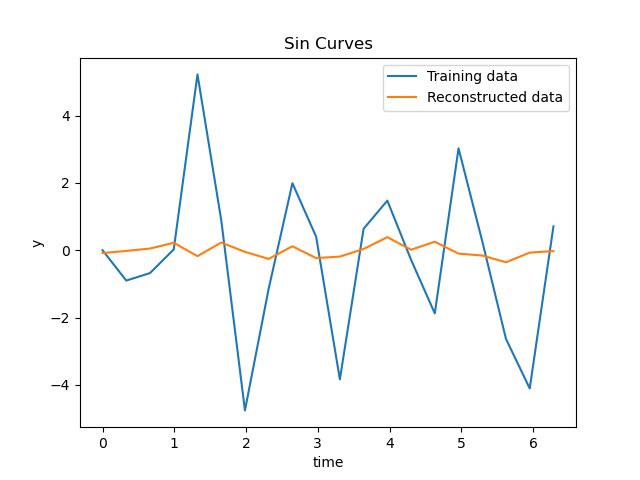 Sin Curves
Training data
Reconstructed data
4
2
0
−2
−4
y
0 1 2 3 4 5 6
time